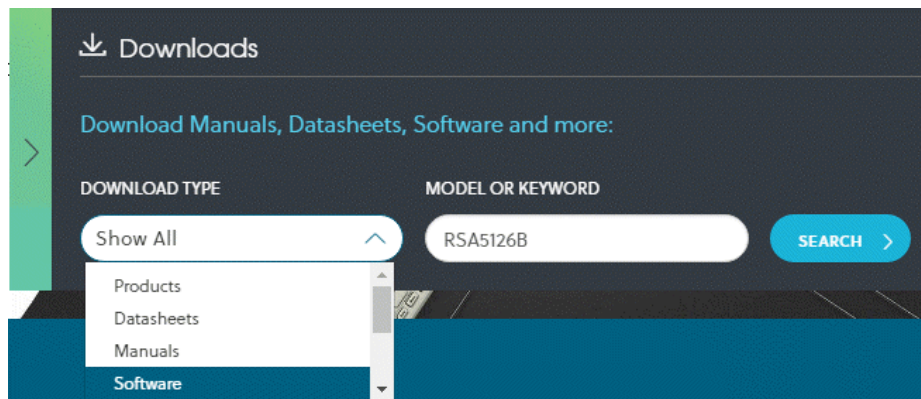 Downloads
Download Manuals, Datasheets, Software and more:
DOWNLOAD TYPE MODEL OR KEYWORD
Show All RSA5126B SEARCH
Products
Datasheets
Manuals
Software